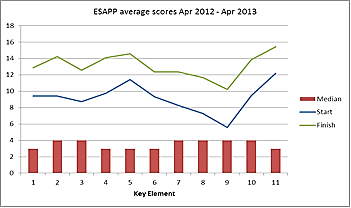 ESAPP average scores Apr 2012 - Apr 2013
18
16
14
12
10
8
6
4
2
0
1 2 3 4 5 6 7 8 9 10 11
Key Element
Median
Start
Finish